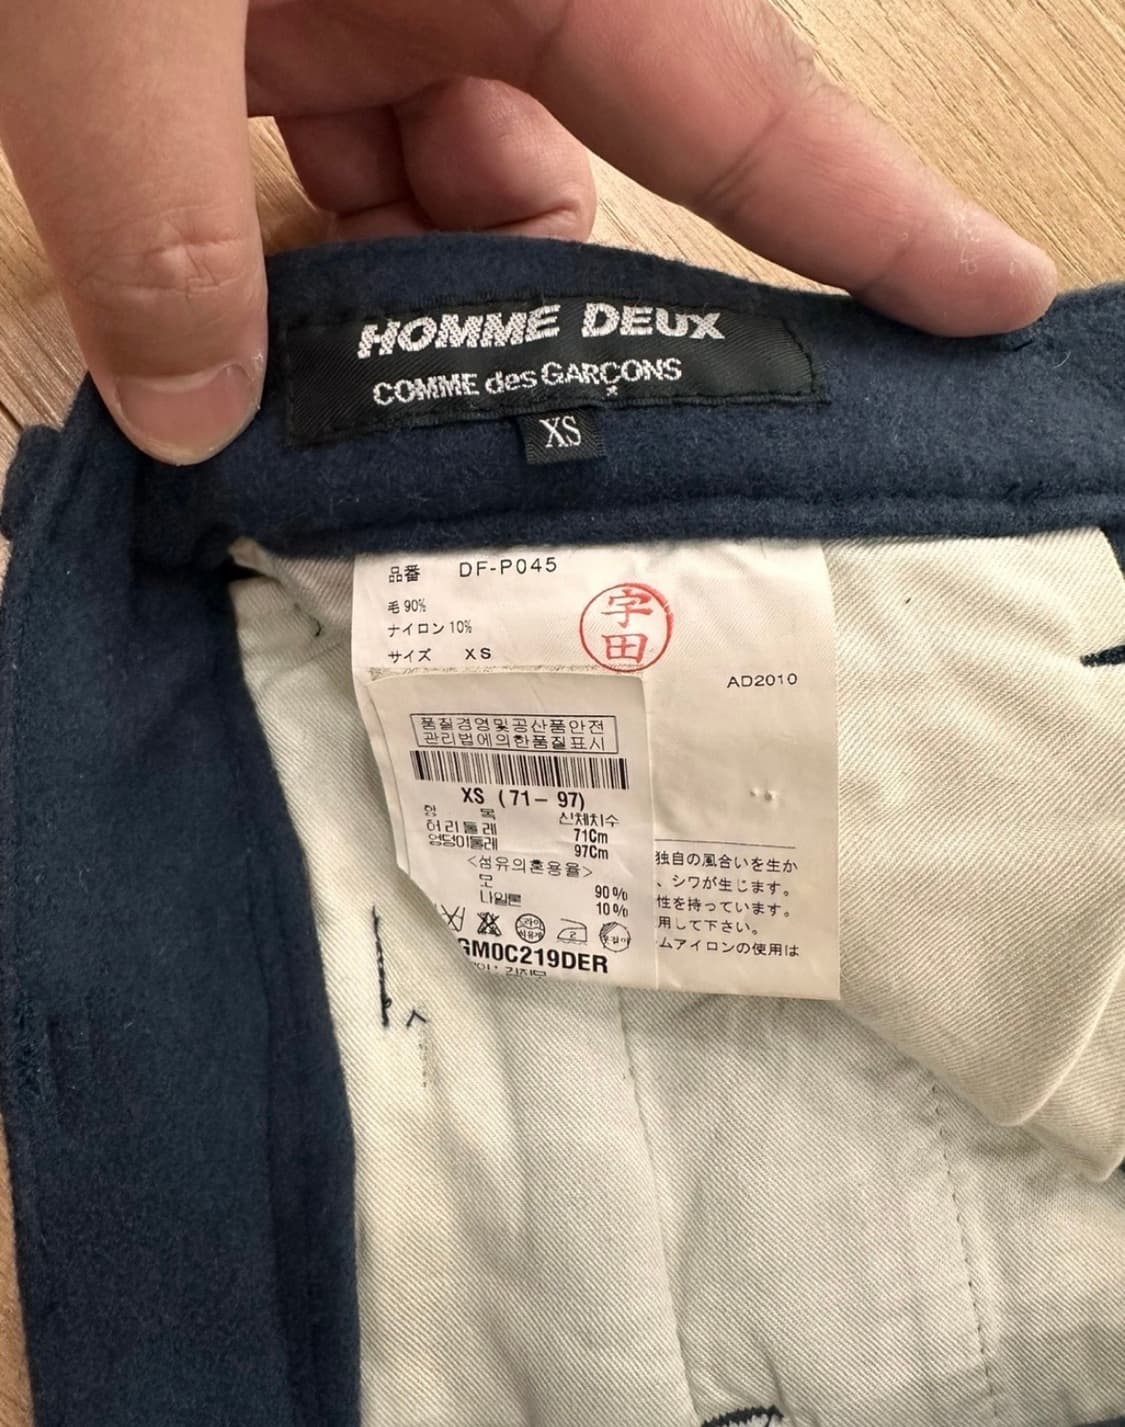 HOMME DEUX
COMME des GARÇONS
XS
品番 DF-P045
毛 90%
ナイロン 10%
サイズ XS
宇田
AD2010
품질경영및공산품안전
관리법에의한품질표시
XS (71- 97)
항 목 신체치수
허리둘레 71Cm
엉덩이둘레 97Cm
<섬유의혼용율>
모 90%
나일론 10%
GM0C219DER
独自の風合いを生か
、シワが生じます。
性を持っています。
用して下さい。
ムアイロンの使用は